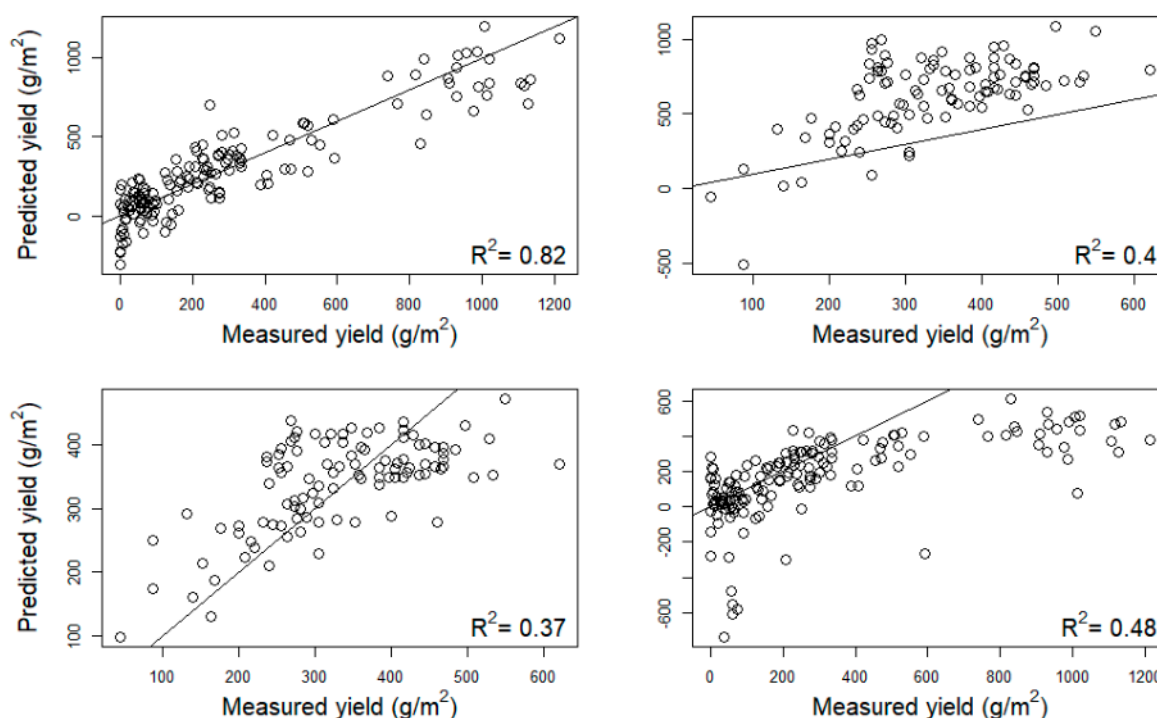 Predicted yield (g/m²)
1000
500
0
0 200 400 600 800 1000 1200
R²= 0.82
Measured yield (g/m²)
1000
500
0
-500
100 200 300 400 500 600
R²= 0.4
Measured yield (g/m²)
Predicted yield (g/m²)
400
300
200
100
100 200 300 400 500 600
R²= 0.37
Measured yield (g/m²)
600
400
200
0
-200
-600
0 200 400 600 800 1000 1200
R²= 0.48
Measured yield (g/m²)